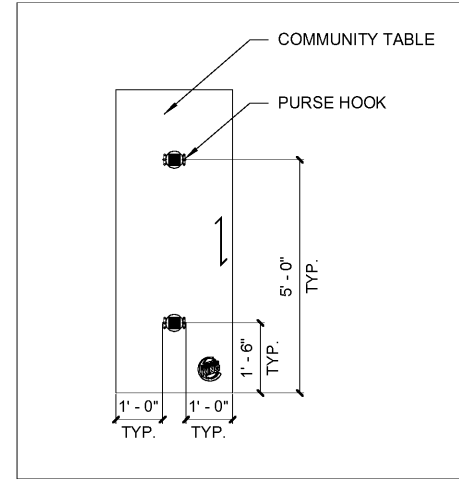 COMMUNITY TABLE
PURSE HOOK
5' - 0"
TYP.
1' - 6"
TYP.
1' - 0"
1' - 0"
TYP.
TYP.